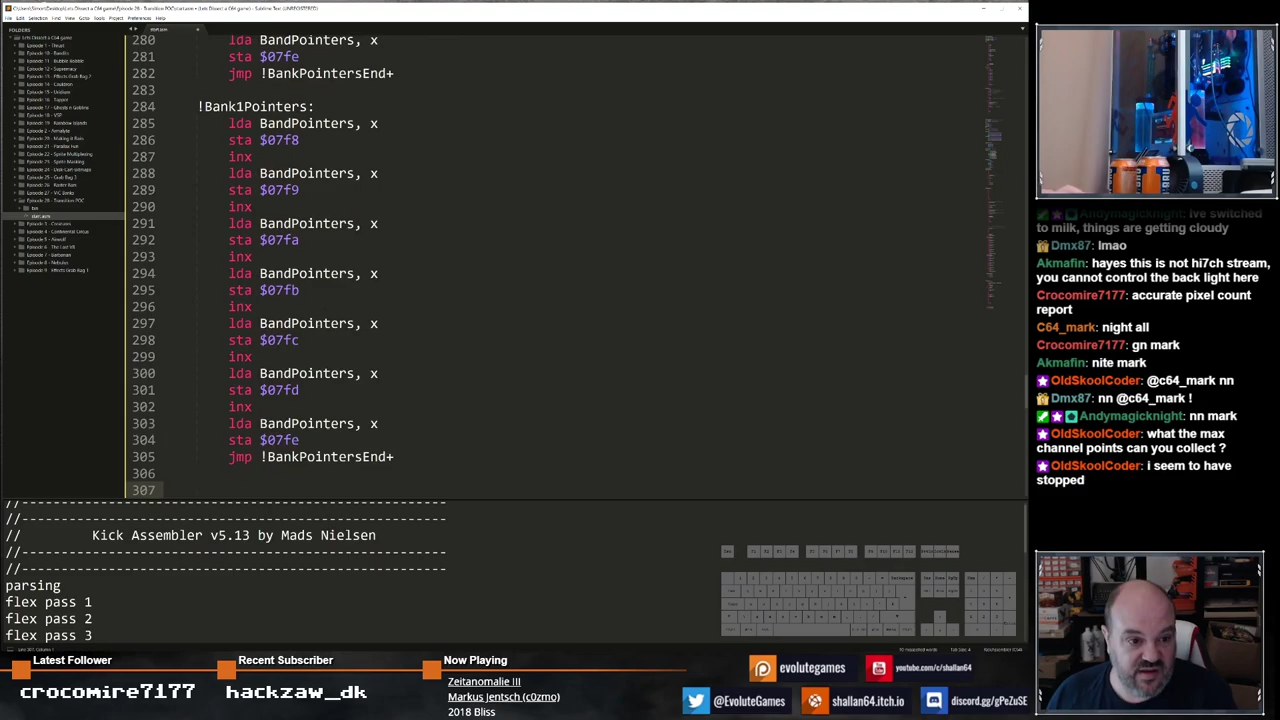 FOLDERS
start.asm
280 lda BandPointers, x
281 sta $07fe
282 jmp !BankPointersEnd+
283
284 !Bank1Pointers:
285 lda BandPointers, x
286 sta $07f8
287 inx
288 lda BandPointers, x
289 sta $07f9
290 inx
291 lda BandPointers, x
292 sta $07fa
293 inx
294 lda BandPointers, x
295 sta $07fb
296 inx
297 lda BandPointers, x
298 sta $07fc
299 inx
300 lda BandPointers, x
301 sta $07fd
302 inx
303 lda BandPointers, x
304 sta $07fe
305 jmp !BankPointersEnd+
306
307
//------------------------------------------------------
//------------------------------------------------------
// Kick Assembler v5.13 by Mads Nielsen
//------------------------------------------------------
//------------------------------------------------------
parsing
flex pass 1
flex pass 2
flex pass 3
Andymagicknight: ive switched
to milk, things are getting cloudy
Dmx87: lmao
Akmafin: hayes this is not hi7ch stream,
you cannot control the back light here
Crocomire7177: accurate pixel count
report
C64_mark: night all
Crocomire7177: gn mark
Akmafin: nite mark
OldSkoolCoder: @c64_mark nn
Dmx87: nn @c64_mark !
Andymagicknight: nn mark
OldSkoolCoder: what the max
channel points can you collect ?
OldSkoolCoder: i seem to have
stopped
Latest Follower
crocomire7177
Recent Subscriber
hackzaw_dk
Now Playing
Zeitanomalie III
Markus Jentsch (c0zmo)
2018 Bliss
evolutegames
youtube.com/c/shallan64
@EvoluteGames
shallan64.itch.io
discord.gg/gPeZuSE